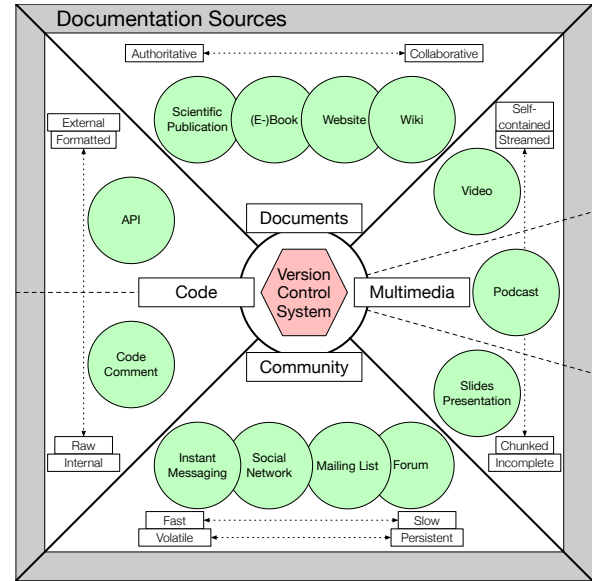 Documentation Sources
Authoritative
Collaborative
Scientific
Publication
(E-)Book
Website
Wiki
External
Formatted
Self-
contained
Streamed
API
Video
Documents
Code
Version
Control
System
Multimedia
Podcast
Community
Code
Comment
Slides
Presentation
Raw
Internal
Chunked
Incomplete
Instant
Messaging
Social
Network
Mailing List
Forum
Fast
Slow
Volatile
Persistent